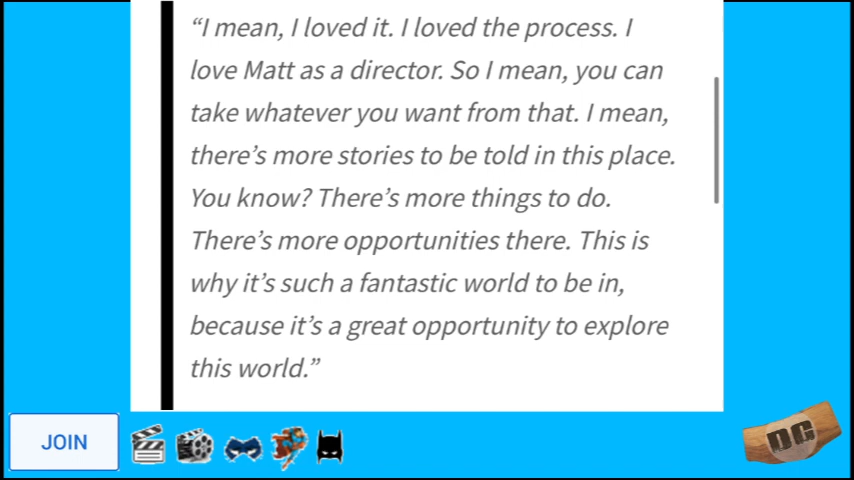 “I mean, I loved it. I loved the process. I
love Matt as a director. So I mean, you can
take whatever you want from that. I mean,
there’s more stories to be told in this place.
You know? There’s more things to do.
There’s more opportunities there. This is
why it’s such a fantastic world to be in,
because it’s a great opportunity to explore
this world.”
JOIN
DC